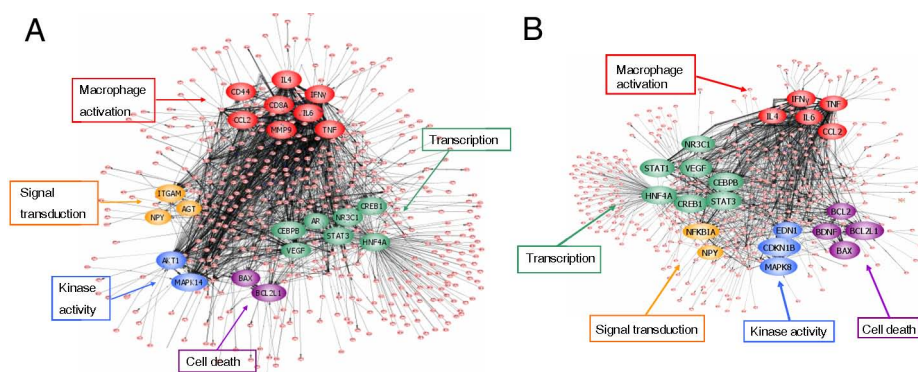 A
Macrophage
activation
IL4
CD44
IFNγ
CD8A
IL6
CCL2
MMP9
TNF
Transcription
Signal
transduction
ITGAM
AGT
NPY
CREB1
NR3C1
AR
CEBPB
STAT3
HNF4A
VEGF
AKT1
MAPK14
Kinase
activity
BAX
BCL2L1
Cell death
B
Macrophage
activation
IFNγ
TNF
IL4
IL6
CCL2
NR3C1
STAT1
VEGF
CEBPB
HNF4A
CREB1
STAT3
Transcription
NFKBIA
NPY
EDN1
CDKN1B
MAPK8
BCL2
BDNF
BCL2L1
BAX
Signal transduction
Kinase activity
Cell death